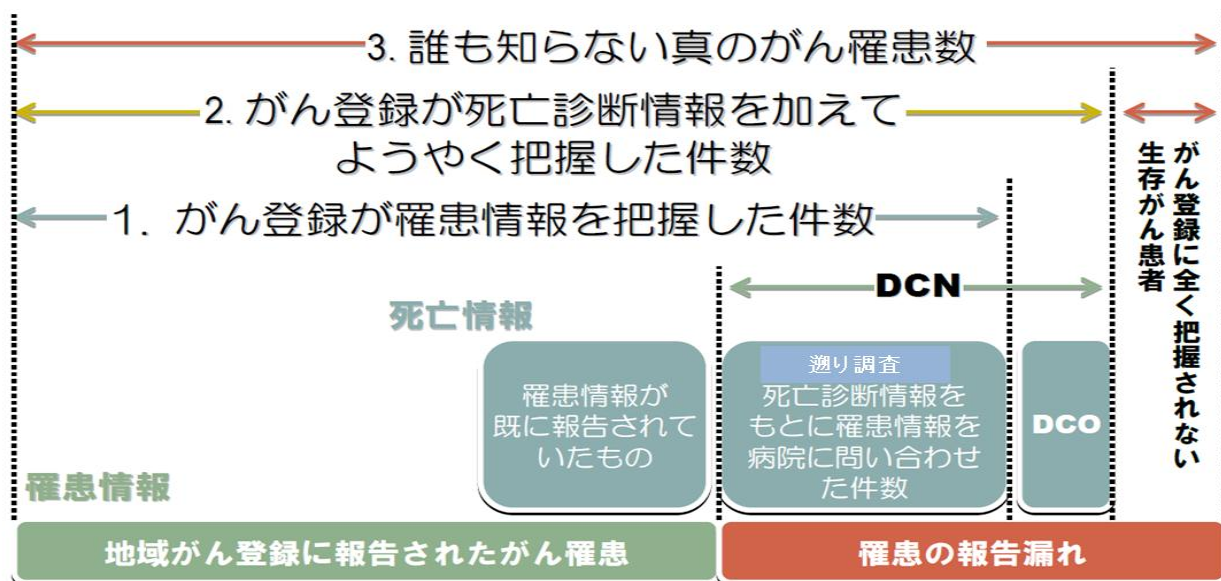 3. 誰も知らない真のがん罹患数
2. がん登録が死亡診断情報を加えて
ようやく把握した件数
がん登録に全く把握されない
生存がん患者
1. がん登録が罹患情報を把握した件数
DCN
死亡情報
罹患情報が
既に報告されて
いたもの
遡り調査
死亡診断情報を
もとに罹患情報を
病院に問い合わせ
た件数
DCO
罹患情報
地域がん登録に報告されたがん罹患
罹患の報告漏れ